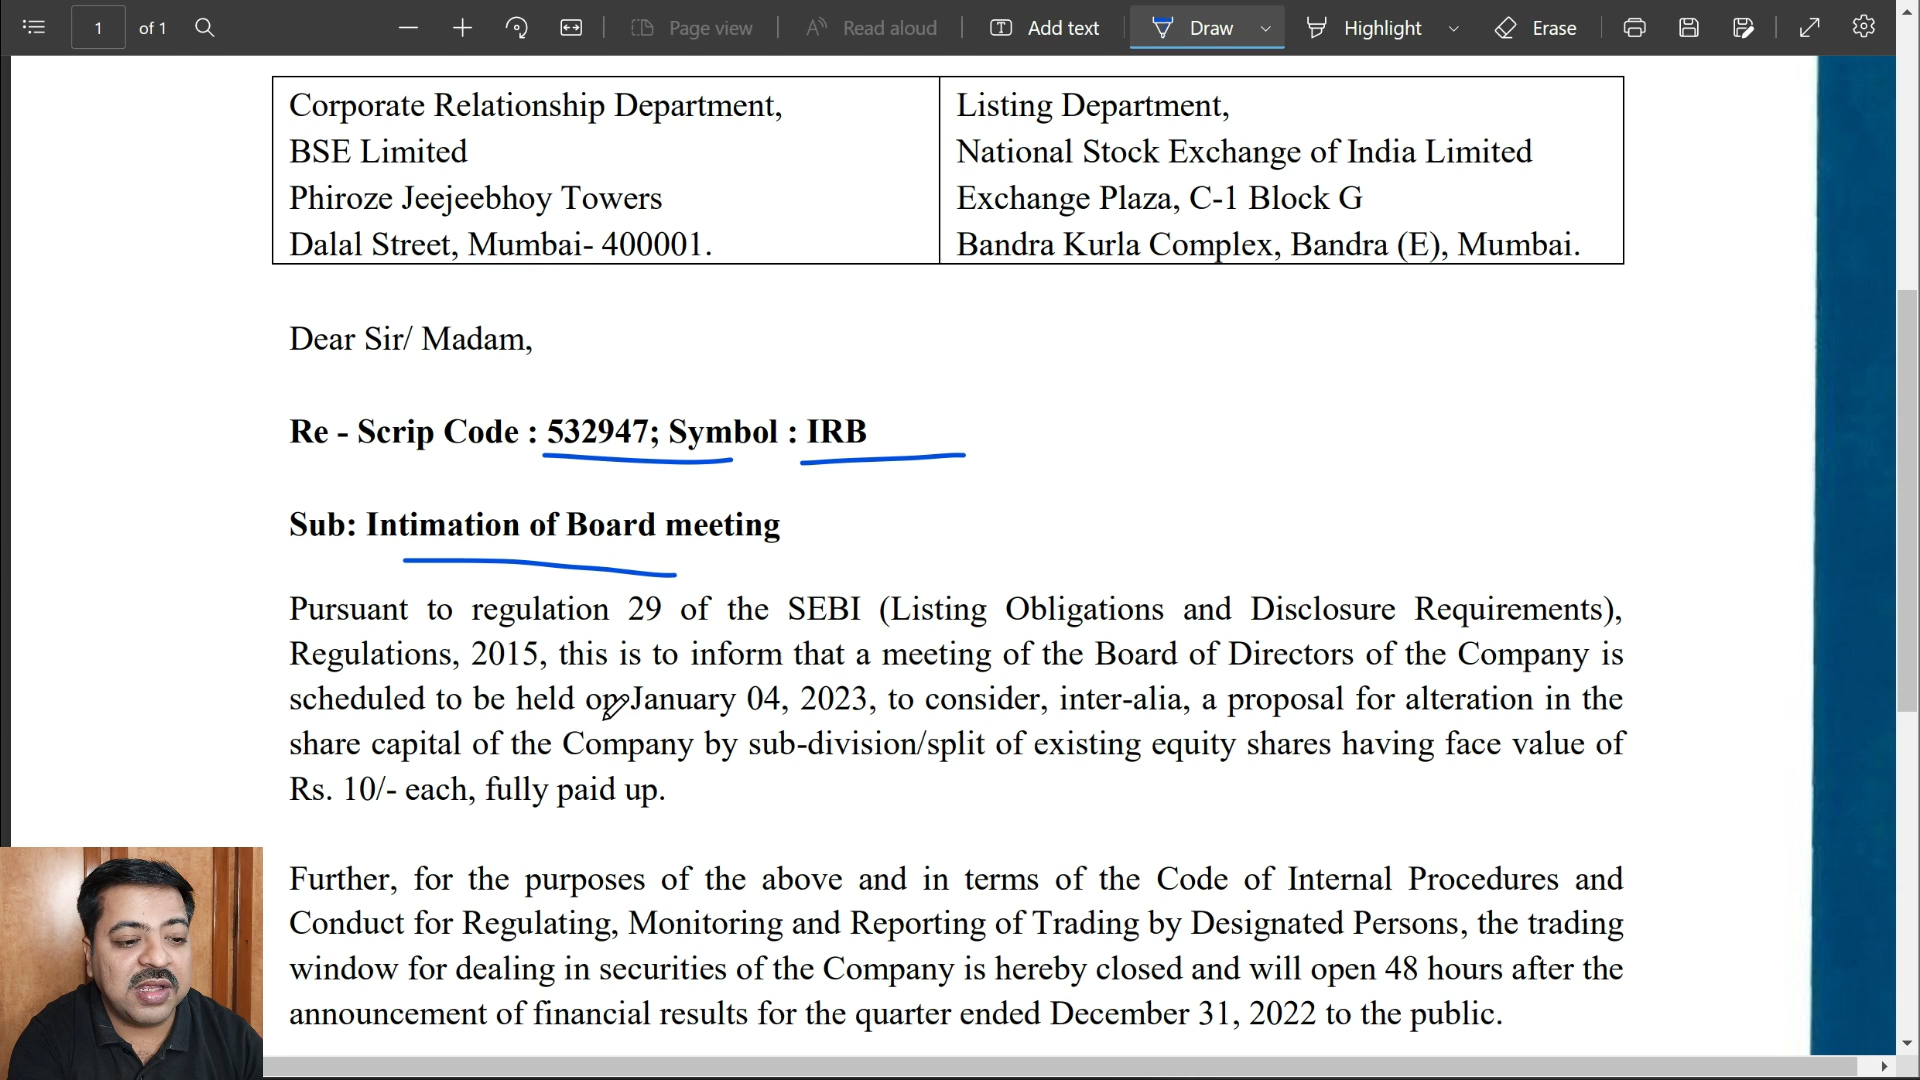 1 of 1 Page view Read aloud Add text Draw Highlight Erase
Corporate Relationship Department,
BSE Limited
Phiroze Jeejeebhoy Towers
Dalal Street, Mumbai- 400001.
Listing Department,
National Stock Exchange of India Limited
Exchange Plaza, C-1 Block G
Bandra Kurla Complex, Bandra (E), Mumbai.
Dear Sir/ Madam,
Re - Scrip Code : 532947; Symbol : IRB
Sub: Intimation of Board meeting
Pursuant to regulation 29 of the SEBI (Listing Obligations and Disclosure Requirements),
Regulations, 2015, this is to inform that a meeting of the Board of Directors of the Company is
scheduled to be held on January 04, 2023, to consider, inter-alia, a proposal for alteration in the
share capital of the Company by sub-division/split of existing equity shares having face value of
Rs. 10/- each, fully paid up.
Further, for the purposes of the above and in terms of the Code of Internal Procedures and
Conduct for Regulating, Monitoring and Reporting of Trading by Designated Persons, the trading
window for dealing in securities of the Company is hereby closed and will open 48 hours after the
announcement of financial results for the quarter ended December 31, 2022 to the public.